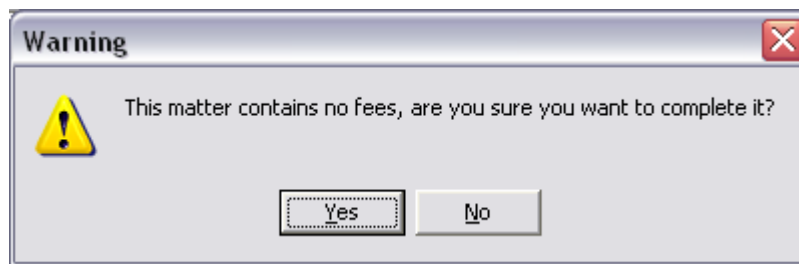 Warning
This matter contains no fees, are you sure you want to complete it?
Yes
No